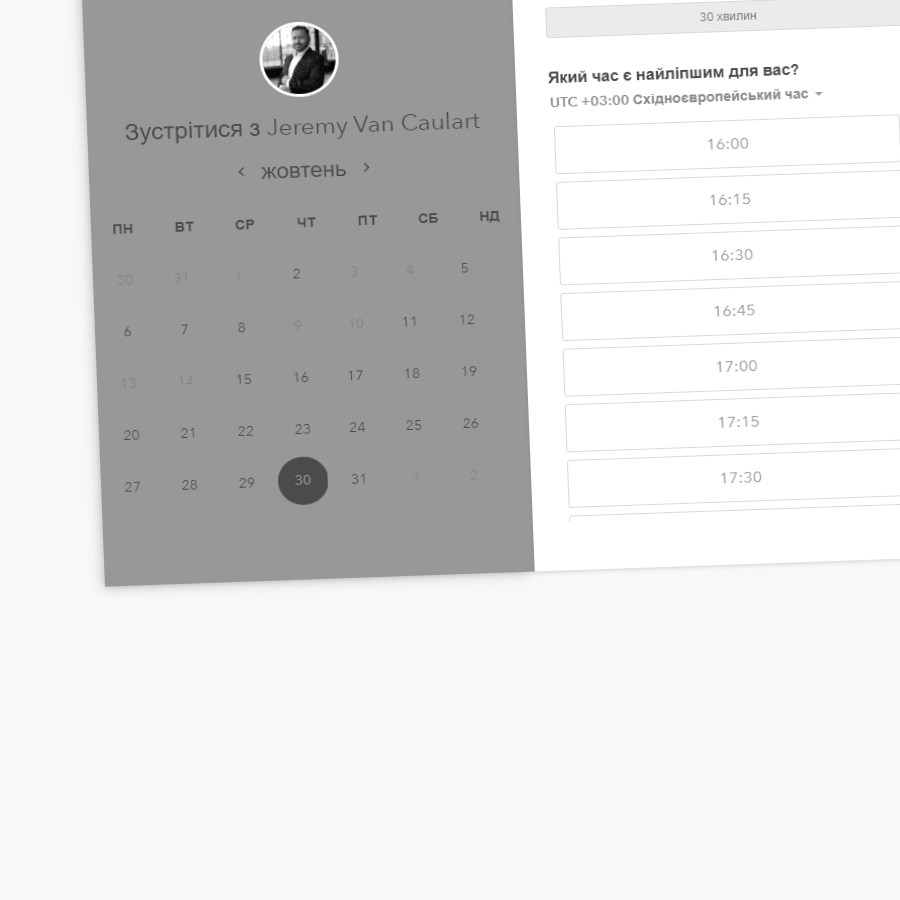 Зустрітися з Jeremy Van Caulart
‹ жовтень ›
ПН ВТ СР ЧТ ПТ СБ НД
30 31 1 2 3 4 5
6 7 8 9 10 11 12
13 14 15 16 17 18 19
20 21 22 23 24 25 26
27 28 29 30 31 1 2
30 хвилин
Який час є найліпшим для вас?
UTC +03:00 Східноєвропейський час
16:00
16:15
16:30
16:45
17:00
17:15
17:30